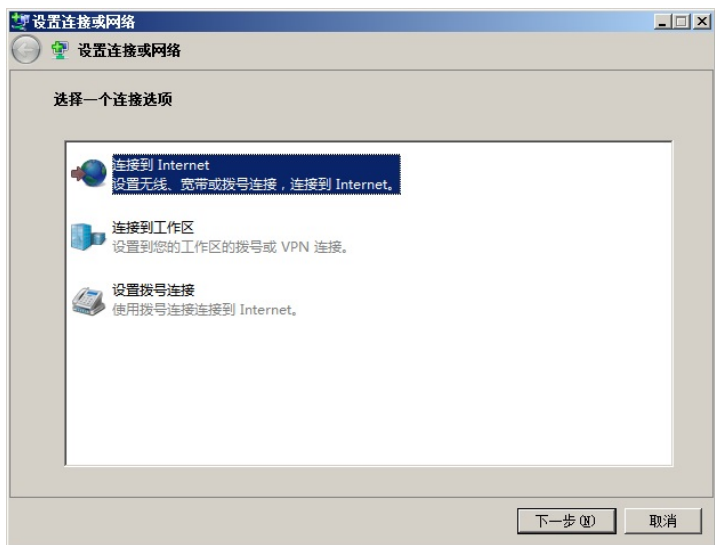 设置连接或网络
设置连接或网络
选择一个连接选项
连接到 Internet
设置无线、宽带或拨号连接，连接到 Internet。
连接到工作区
设置到您的工作区的拨号或 VPN 连接。
设置拨号连接
使用拨号连接连接到 Internet。
下一步(N) 取消